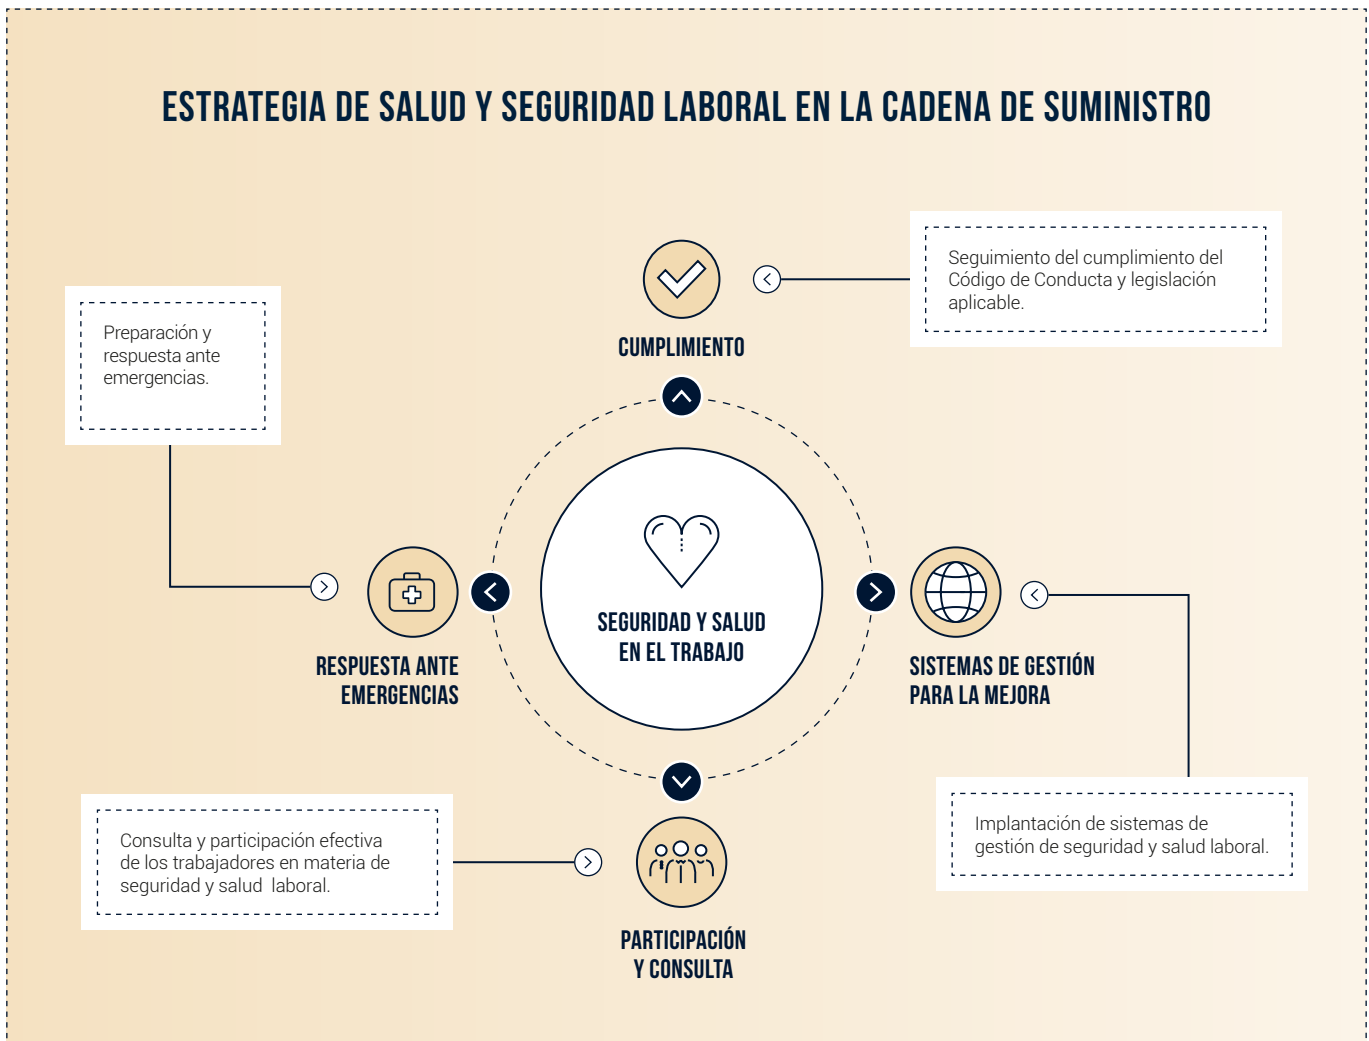 ESTRATEGIA DE SALUD Y SEGURIDAD LABORAL EN LA CADENA DE SUMINISTRO
Seguimiento del cumplimiento del
Código de Conducta y legislación
aplicable.
CUMPLIMIENTO
Preparación y
respuesta ante
emergencias.
SEGURIDAD Y SALUD
EN EL TRABAJO
RESPUESTA ANTE
EMERGENCIAS
SISTEMAS DE GESTIÓN
PARA LA MEJORA
Consulta y participación efectiva
de los trabajadores en materia de
seguridad y salud laboral.
Implantación de sistemas de
gestión de seguridad y salud laboral.
PARTICIPACIÓN
Y CONSULTA